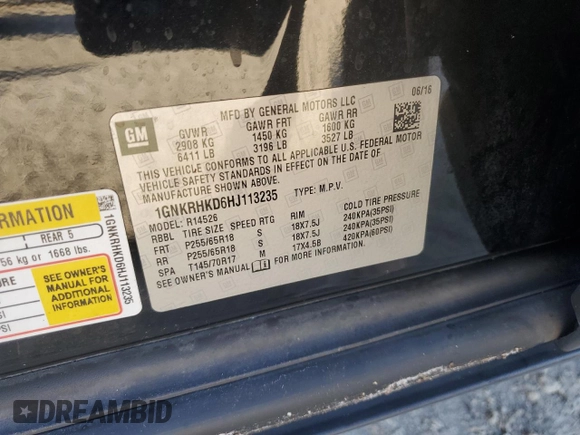 GM
MFD BY GENERAL MOTORS LLC
06/16
GVWR GAWR FRT GAWR RR
2908 KG 1450 KG 1600 KG
6411 LB 3196 LB 3527 LB
THIS VEHICLE CONFORMS TO ALL APPLICABLE U.S. FEDERAL MOTOR
VEHICLE SAFETY STANDARDS IN EFFECT ON THE DATE OF
MANUFACTURE SHOWN ABOVE.
1GNKRHKD6HJ113235 TYPE: M.P.V.
MODEL: R14526
RBBL TIRE SIZE SPEED RTG RIM COLD TIRE PRESSURE
FRT P255/65R18 S 18X7.5J 240KPA(35PSI)
RR P255/65R18 S 18X7.5J 240KPA(35PSI)
SPA T145/70R17 M 17X4.5B 420KPA(60PSI)
SEE OWNER'S MANUAL FOR MORE INFORMATION.
ORMATION
1 REAR 5
56 kg or 1668 lbs.
URE
SEE OWNER'S
MANUAL FOR
ADDITIONAL
INFORMATION
SI
1GNKRHKD6HJ113235
DREAMBID